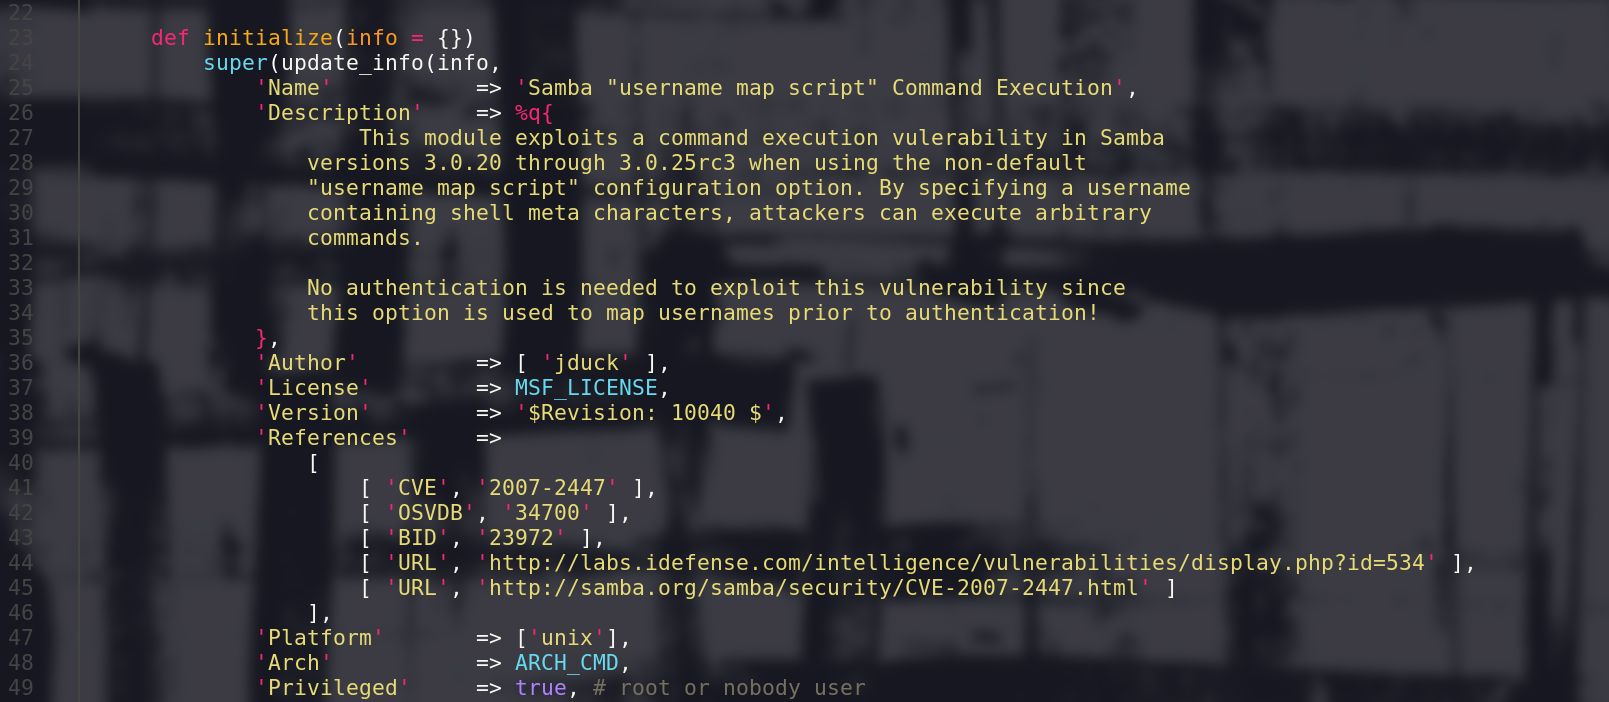 22
23 def initialize(info = {})
24 super(update_info(info,
25 'Name' => 'Samba "username map script" Command Execution',
26 'Description' => %q{
27 This module exploits a command execution vulerability in Samba
28 versions 3.0.20 through 3.0.25rc3 when using the non-default
29 "username map script" configuration option. By specifying a username
30 containing shell meta characters, attackers can execute arbitrary
31 commands.
32
33 No authentication is needed to exploit this vulnerability since
34 this option is used to map usernames prior to authentication!
35 },
36 'Author' => [ 'jduck' ],
37 'License' => MSF_LICENSE,
38 'Version' => '$Revision: 10040 $',
39 'References' =>
40 [
41 [ 'CVE', '2007-2447' ],
42 [ 'OSVDB', '34700' ],
43 [ 'BID', '23972' ],
44 [ 'URL', 'http://labs.idefense.com/intelligence/vulnerabilities/display.php?id=534' ],
45 [ 'URL', 'http://samba.org/samba/security/CVE-2007-2447.html' ]
46 ],
47 'Platform' => ['unix'],
48 'Arch' => ARCH_CMD,
49 'Privileged' => true, # root or nobody user